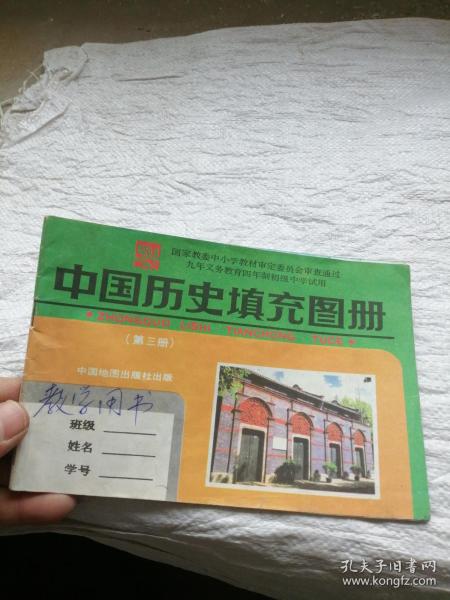 国家教委中小学教材审定委员会审查通过
九年义务教育四年制初级中学试用
中国历史填充图册
ZHONGGUO LISHI TIANCHONG TUCE
(第三册)
中国地图出版社出版
教学用书
班级
姓名
学号
孔夫子旧书网
www.kongfz.com